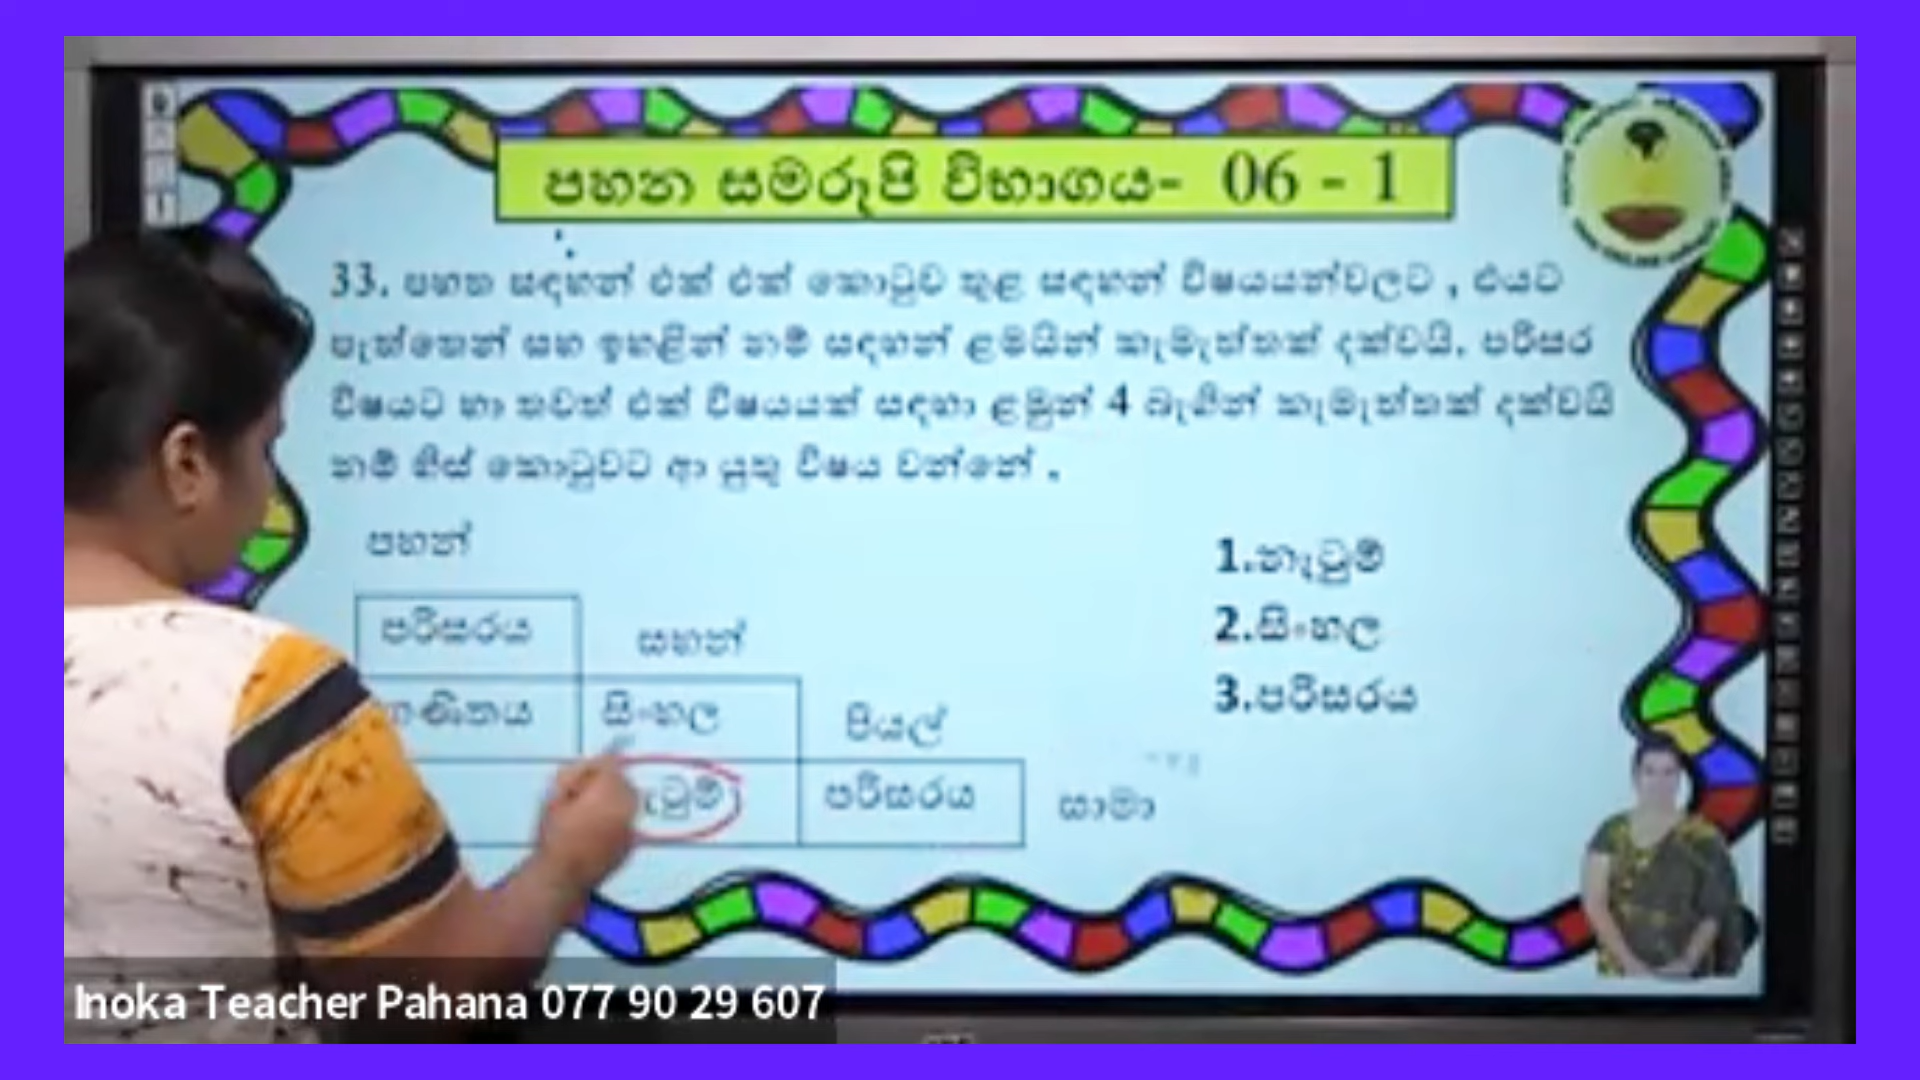 පහන සමරූපි විභාගය- 06 - 1
33. පහත සඳහන් එක් එක් කොටුව තුළ සඳහන් විෂයයන්වලට , එයට
පැත්තෙන් සහ ඉහළින් නම් සඳහන් ළමයින් කැමැත්තක් දක්වයි. පරිසර
විෂයට හා තවත් එක් විෂයයක් සඳහා ළමුන් 4 බැගින් කැමැත්තක් දක්වයි
නම් හිස් කොටුවට ආ යුතු විෂය වන්නේ .
පහන්
1.නැටුම්
පරිසරය
සහන්
2.සිංහල
ගණිතය
සිංහල
පියල්
3.පරිසරය
පරිසරය
සාමා
Inoka Teacher Pahana 077 90 29 607